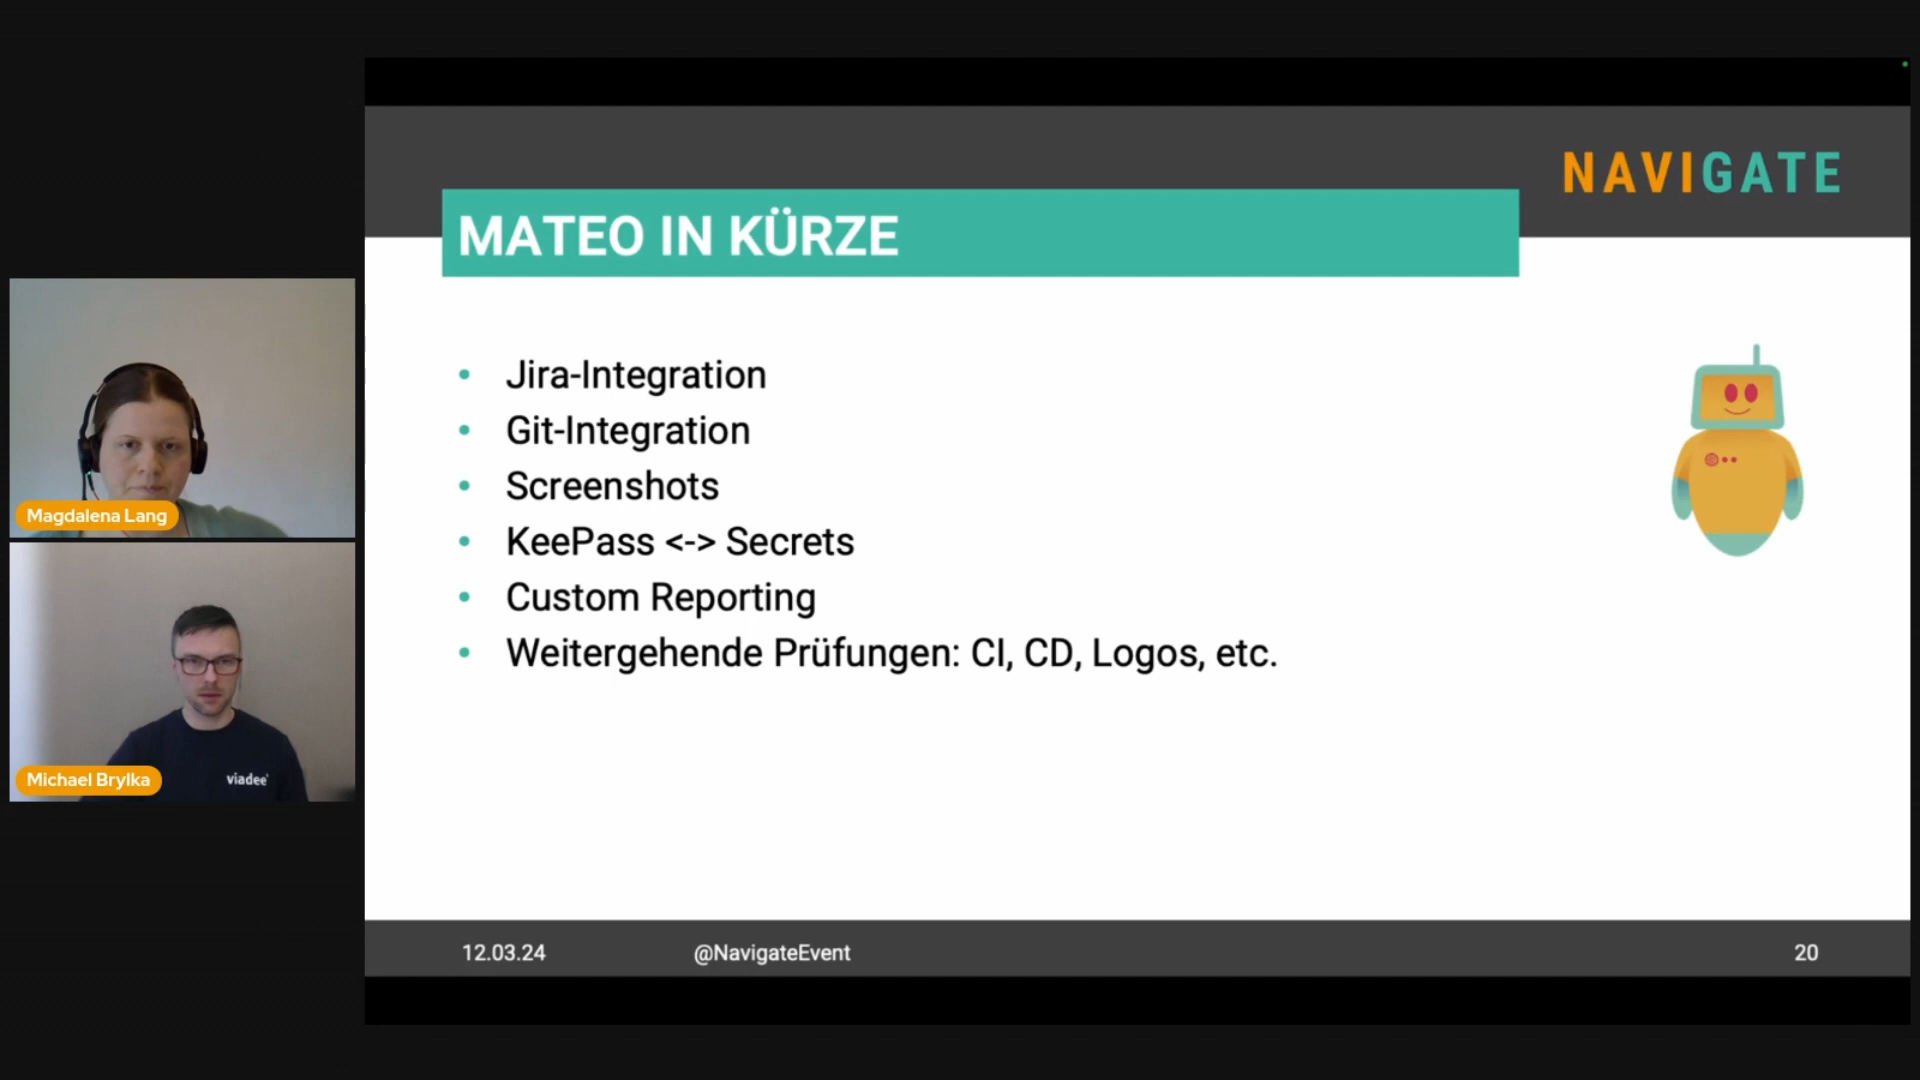 NAVIGATE
MATEO IN KÜRZE
• Jira-Integration
• Git-Integration
• Screenshots
• KeePass <-> Secrets
• Custom Reporting
• Weitergehende Prüfungen: CI, CD, Logos, etc.
12.03.24 @NavigateEvent 20
Magdalena Lang
viadee
Michael Brylka